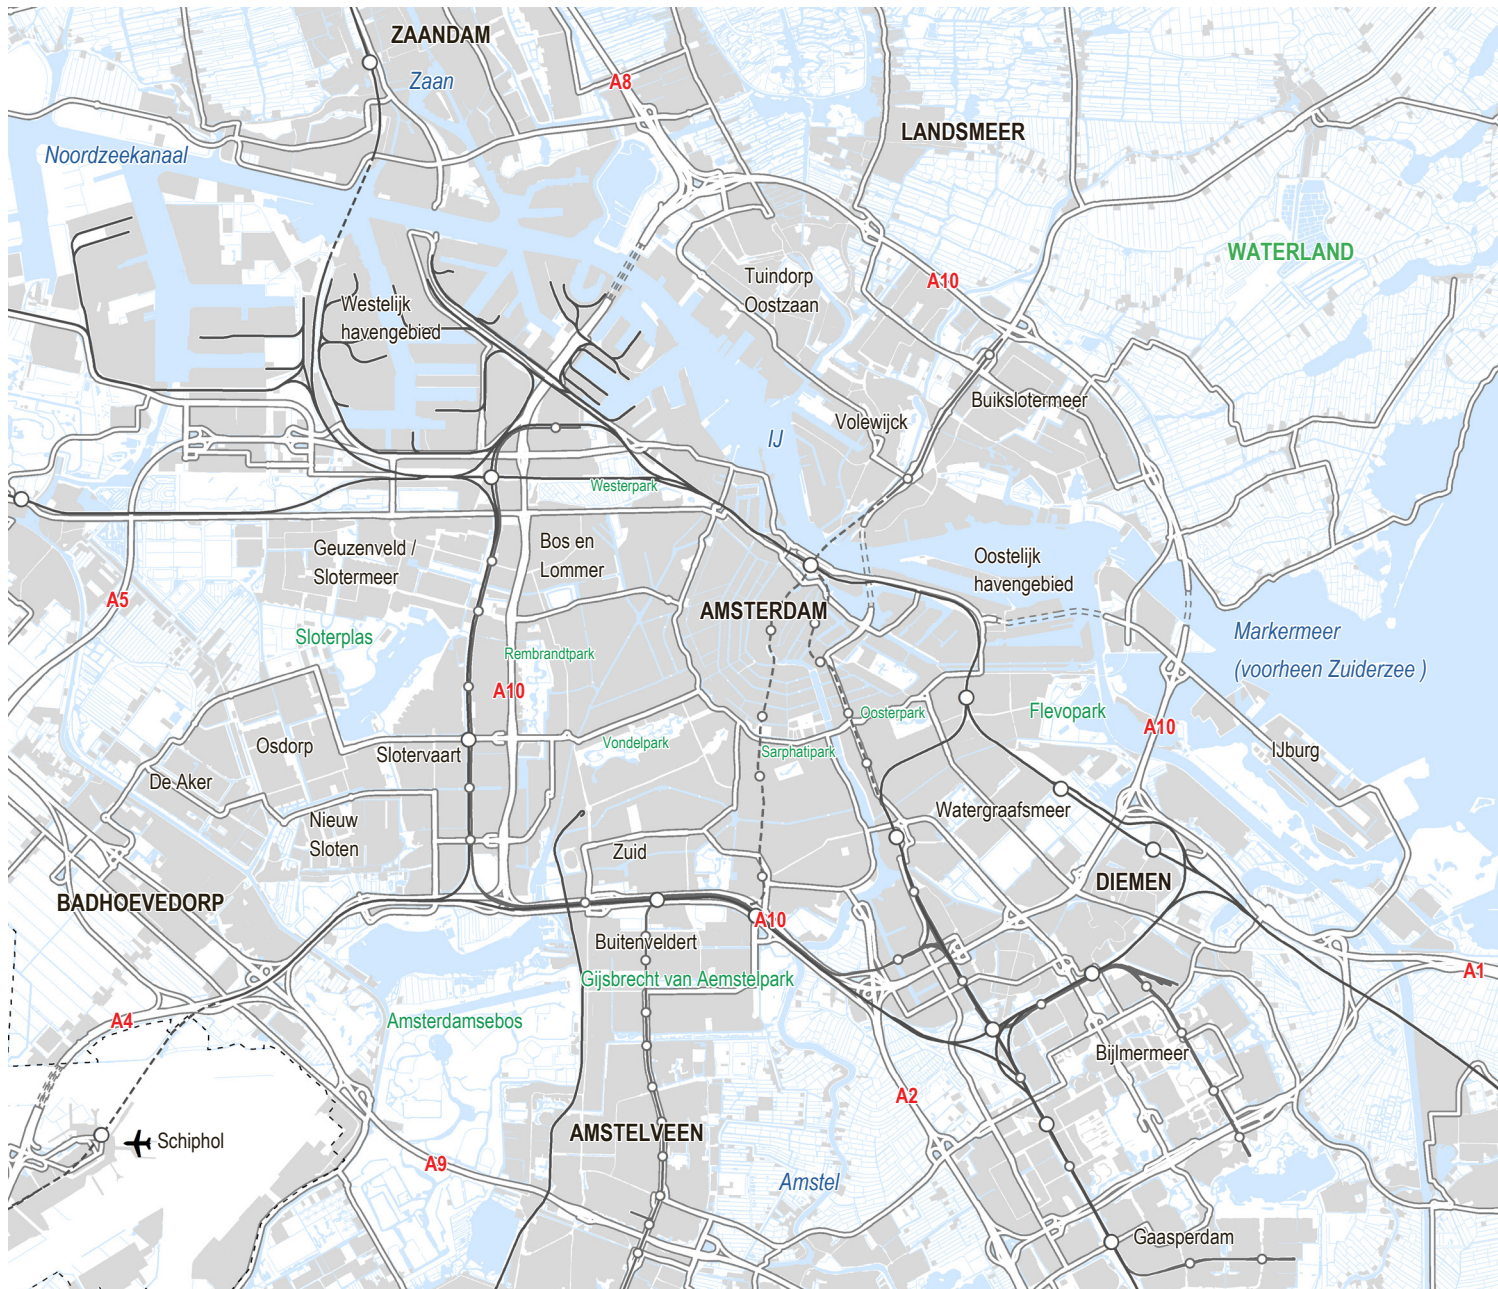 ZAANDAM
Zaan
A8
LANDSMEER
Noordzeekanaal
WATERLAND
Tuindorp
Oostzaan
A10
Westelijk
havengebied
Buikslotermeer
Volewijck
IJ
Westerpark
Geuzenveld /
Slotermeer
Bos en
Lommer
Oostelijk
havengebied
A5
AMSTERDAM
Sloterplas
Markermeer
(voorheen Zuiderzee )
Rembrandtpark
A10
Oosterpark
Flevopark
A10
Osdorp
Slotervaart
Vondelpark
Sarphatipark
IJburg
De Aker
Nieuw
Sloten
Watergraafsmeer
Zuid
DIEMEN
BADHOEVEDORP
A10
Buitenveldert
Gijsbrecht van Aemstelpark
A1
A4
Amsterdamsebos
Bijlmermeer
A2
Schiphol
AMSTELVEEN
A9
Amstel
Gaasperdam